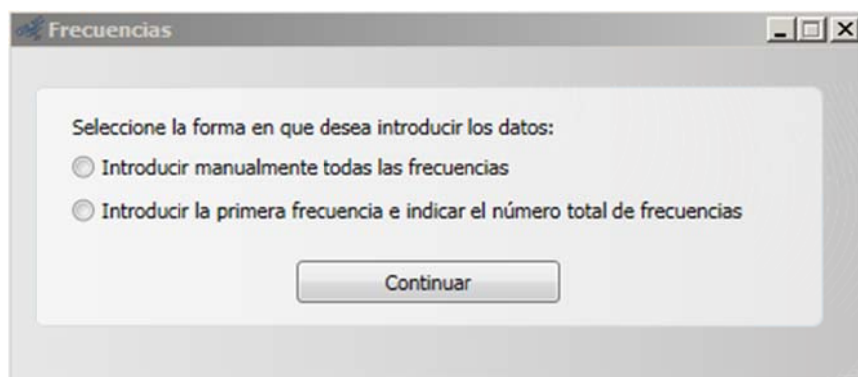 Frecuencias
Seleccione la forma en que desea introducir los datos:
Introducir manualmente todas las frecuencias
Introducir la primera frecuencia e indicar el número total de frecuencias
Continuar